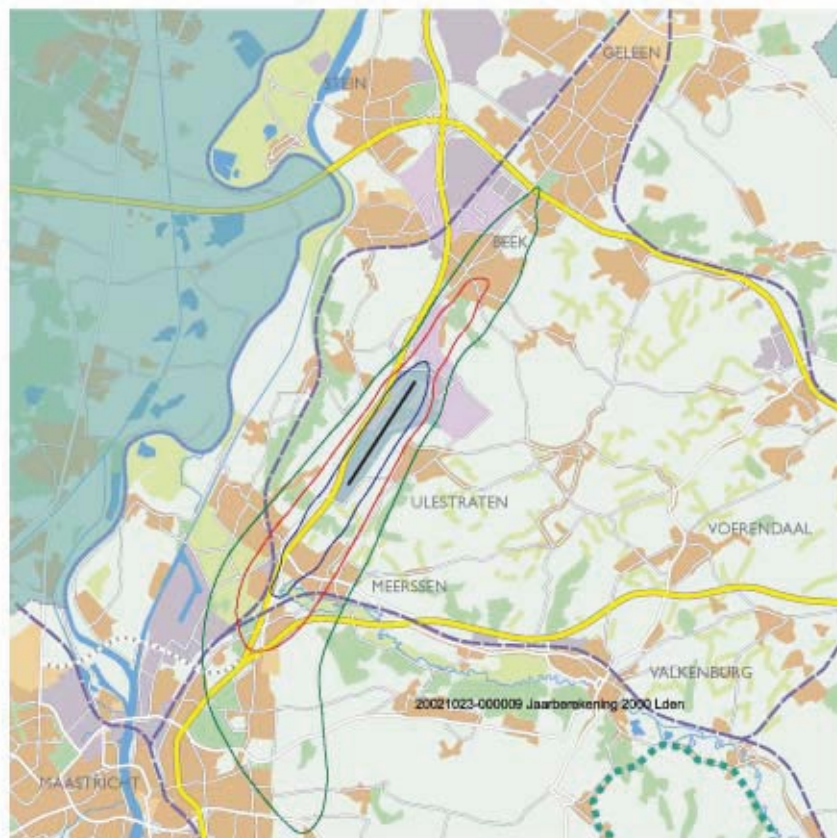 GELEEN
STEIN
BEEK
ULESTRATEN
VOERENDAAL
MEERSSEN
VALKENBURG
20021023-000009 Jaarberekening 2000 Lden
MAASTRICHT